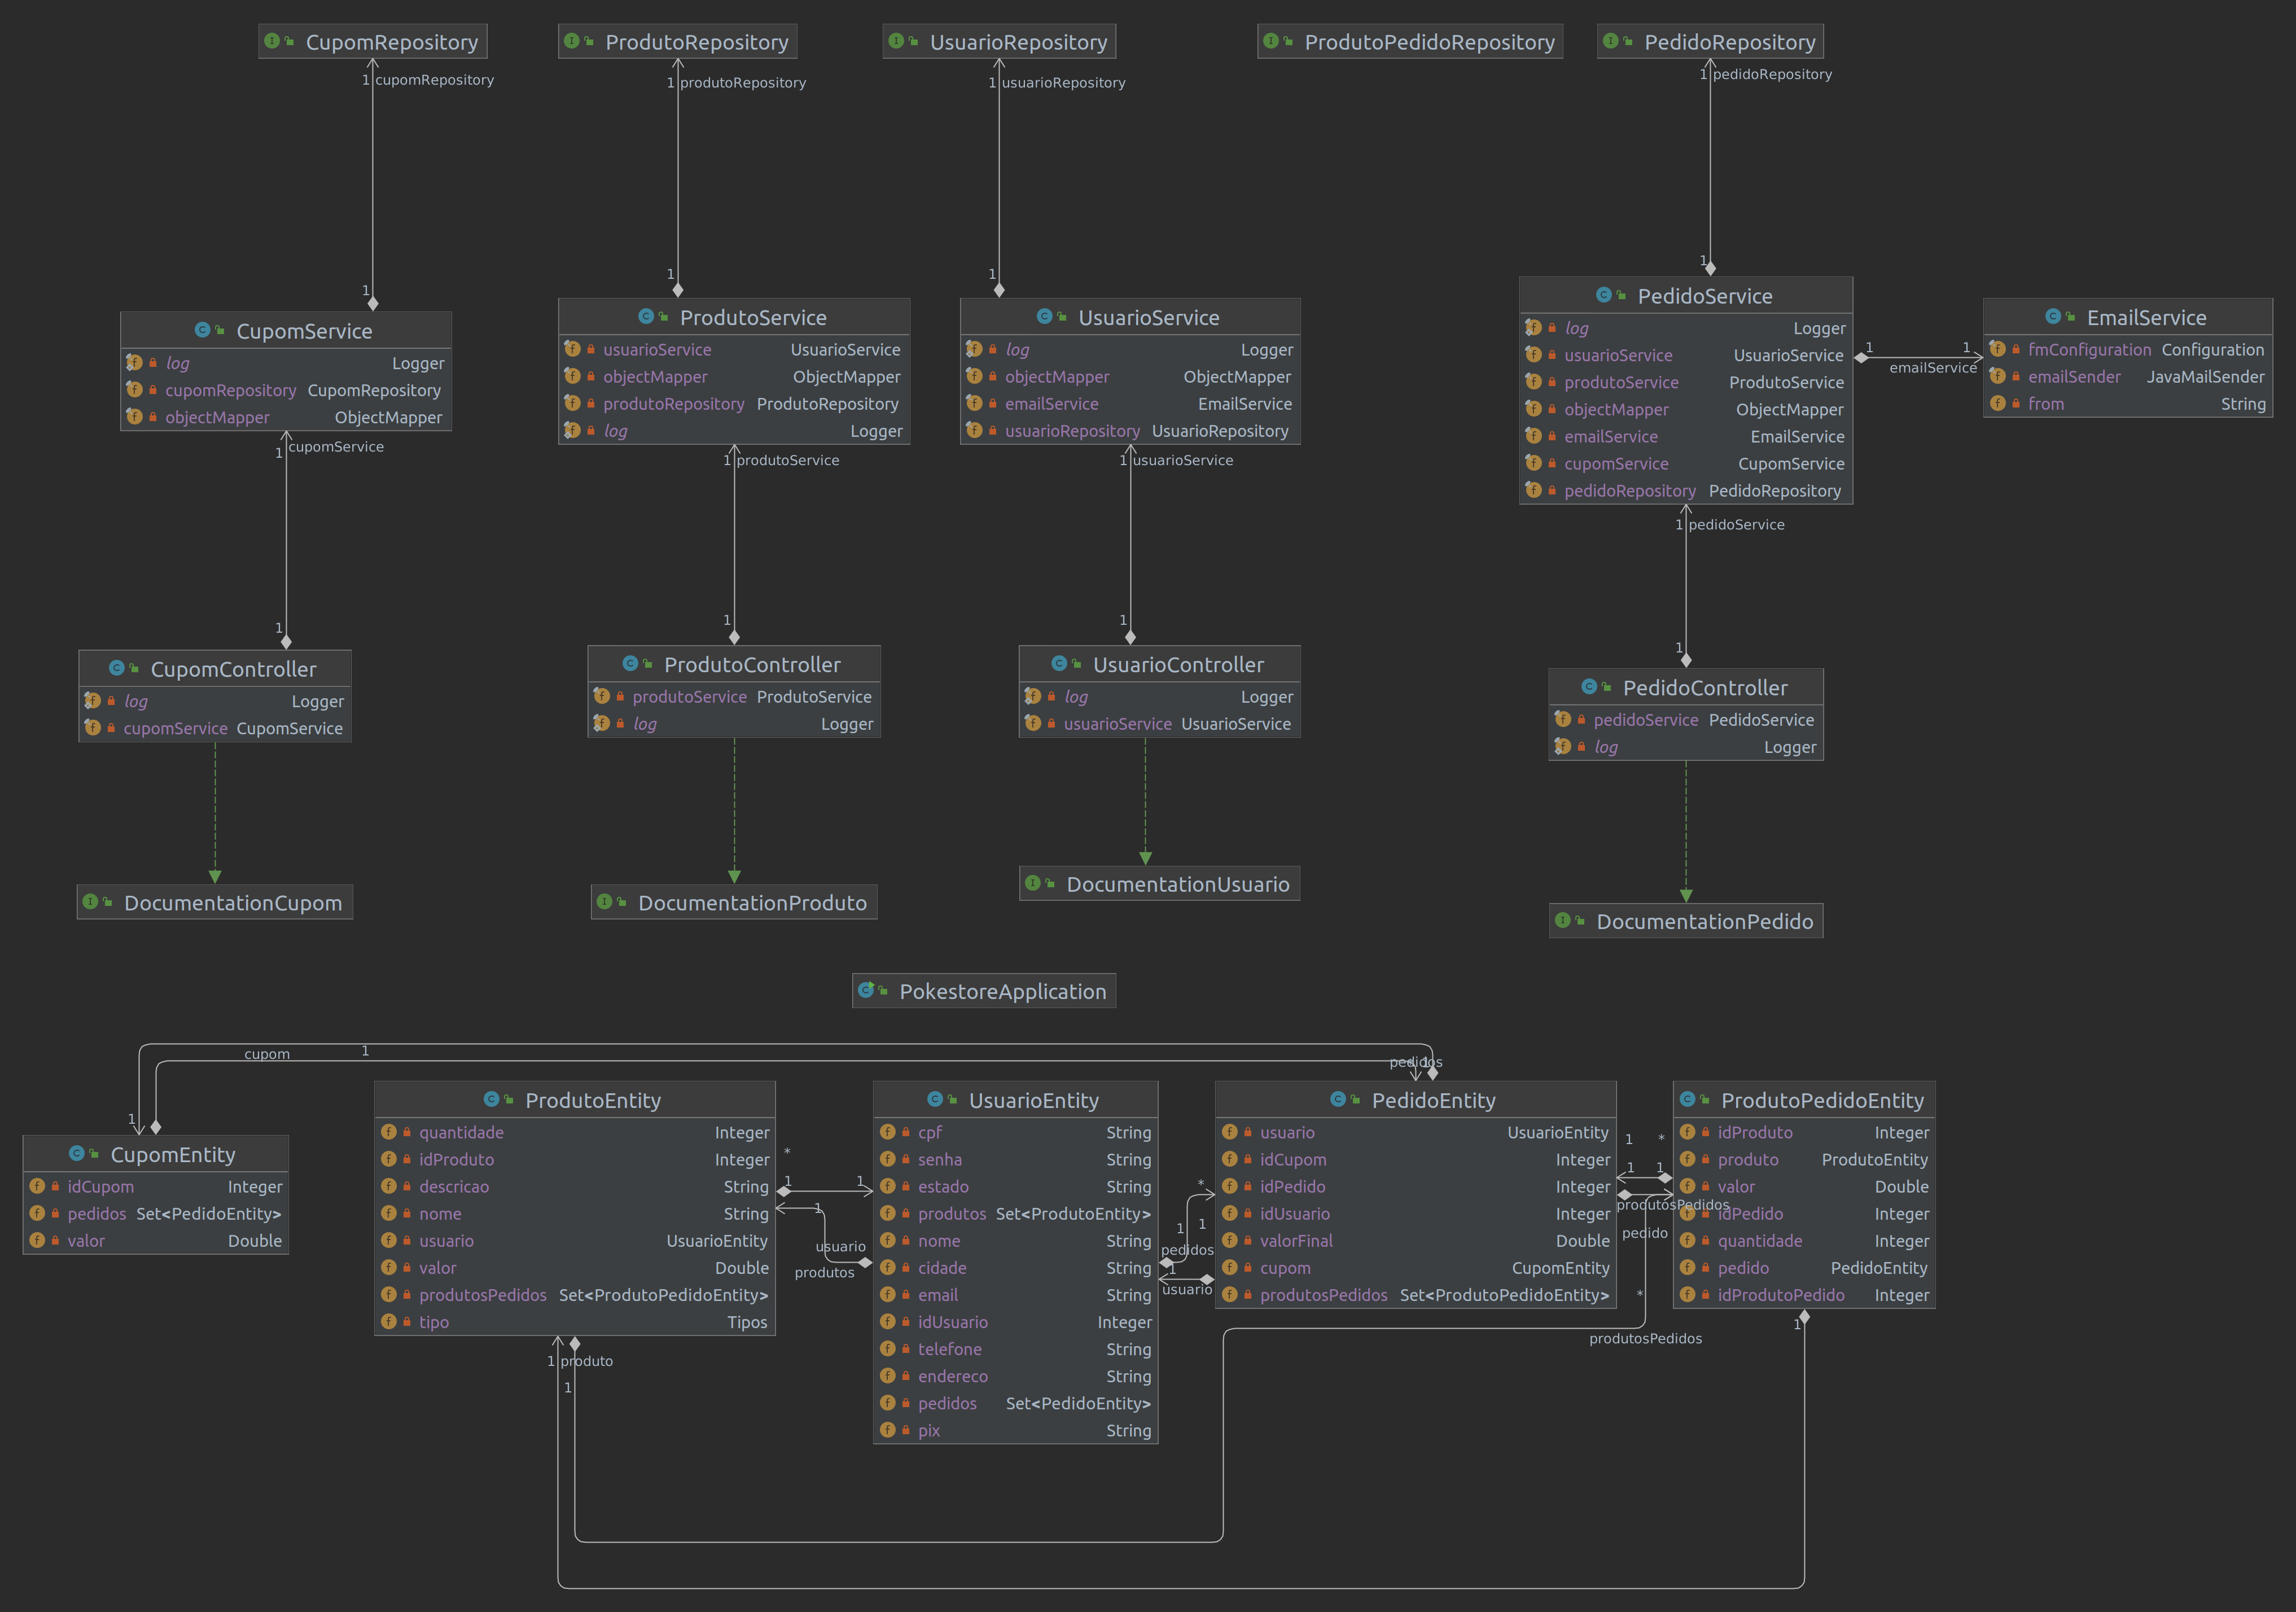 CupomRepository
ProdutoRepository
UsuarioRepository
ProdutoPedidoRepository
PedidoRepository
1 cupomRepository
1 produtoRepository
1 usuarioRepository
1 pedidoRepository
1
1
1
1
CupomService
log Logger
cupomRepository CupomRepository
objectMapper ObjectMapper
ProdutoService
usuarioService UsuarioService
objectMapper ObjectMapper
produtoRepository ProdutoRepository
log Logger
UsuarioService
log Logger
objectMapper ObjectMapper
emailService EmailService
usuarioRepository UsuarioRepository
PedidoService
log Logger
usuarioService UsuarioService
produtoService ProdutoService
objectMapper ObjectMapper
emailService EmailService
cupomService CupomService
pedidoRepository PedidoRepository
1 1
emailService
EmailService
fmConfiguration Configuration
emailSender JavaMailSender
from String
1 cupomService
1 produtoService
1 usuarioService
1 pedidoService
1
1
1
1
CupomController
log Logger
cupomService CupomService
ProdutoController
produtoService ProdutoService
log Logger
UsuarioController
log Logger
usuarioService UsuarioService
PedidoController
pedidoService PedidoService
log Logger
DocumentationCupom
DocumentationProduto
DocumentationUsuario
DocumentationPedido
PokestoreApplication
cupom 1
pedidos
1
1
CupomEntity
idCupom Integer
pedidos Set<PedidoEntity>
valor Double
ProdutoEntity
quantidade Integer
idProduto Integer
descricao String
nome String
usuario UsuarioEntity
valor Double
produtosPedidos Set<ProdutoPedidoEntity>
tipo Tipos
*
1 1
1
usuario
produtos
UsuarioEntity
cpf String
senha String
estado String
produtos Set<ProdutoEntity>
nome String
cidade String
email String
idUsuario Integer
telefone String
endereco String
pedidos Set<PedidoEntity>
pix String
*
1 1
pedidos
1
usuario
PedidoEntity
usuario UsuarioEntity
idCupom Integer
idPedido Integer
idUsuario Integer
valorFinal Double
cupom CupomEntity
produtosPedidos Set<ProdutoPedidoEntity>
1 *
1 1
produtosPedidos
pedido
*
produtosPedidos
ProdutoPedidoEntity
idProduto Integer
produto ProdutoEntity
valor Double
idPedido Integer
quantidade Integer
pedido PedidoEntity
idProdutoPedido Integer
1
1 produto
1